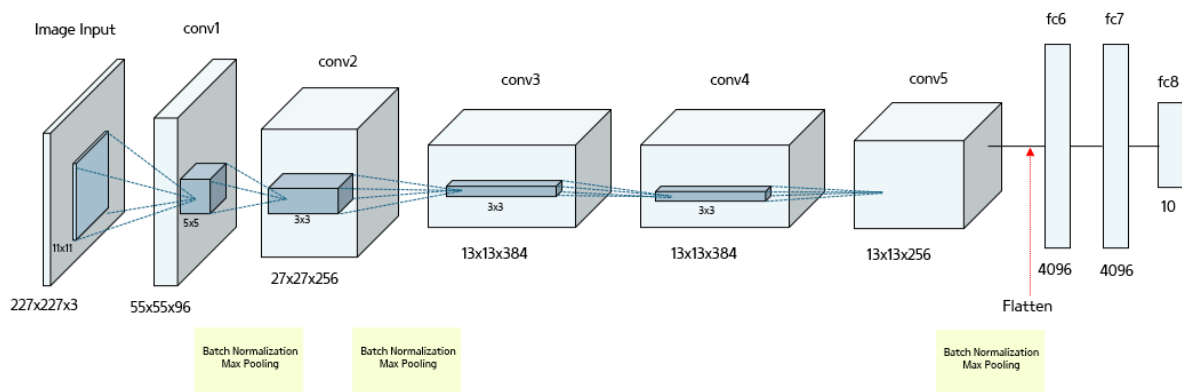 Image Input
conv1
conv2
conv3
conv4
conv5
fc6
fc7
fc8
11x11
5x5
3x3
3x3
3x3
227x227x3
55x55x96
27x27x256
13x13x384
13x13x384
13x13x256
4096
4096
10
Flatten
Batch Normalization
Max Pooling
Batch Normalization
Max Pooling
Batch Normalization
Max Pooling